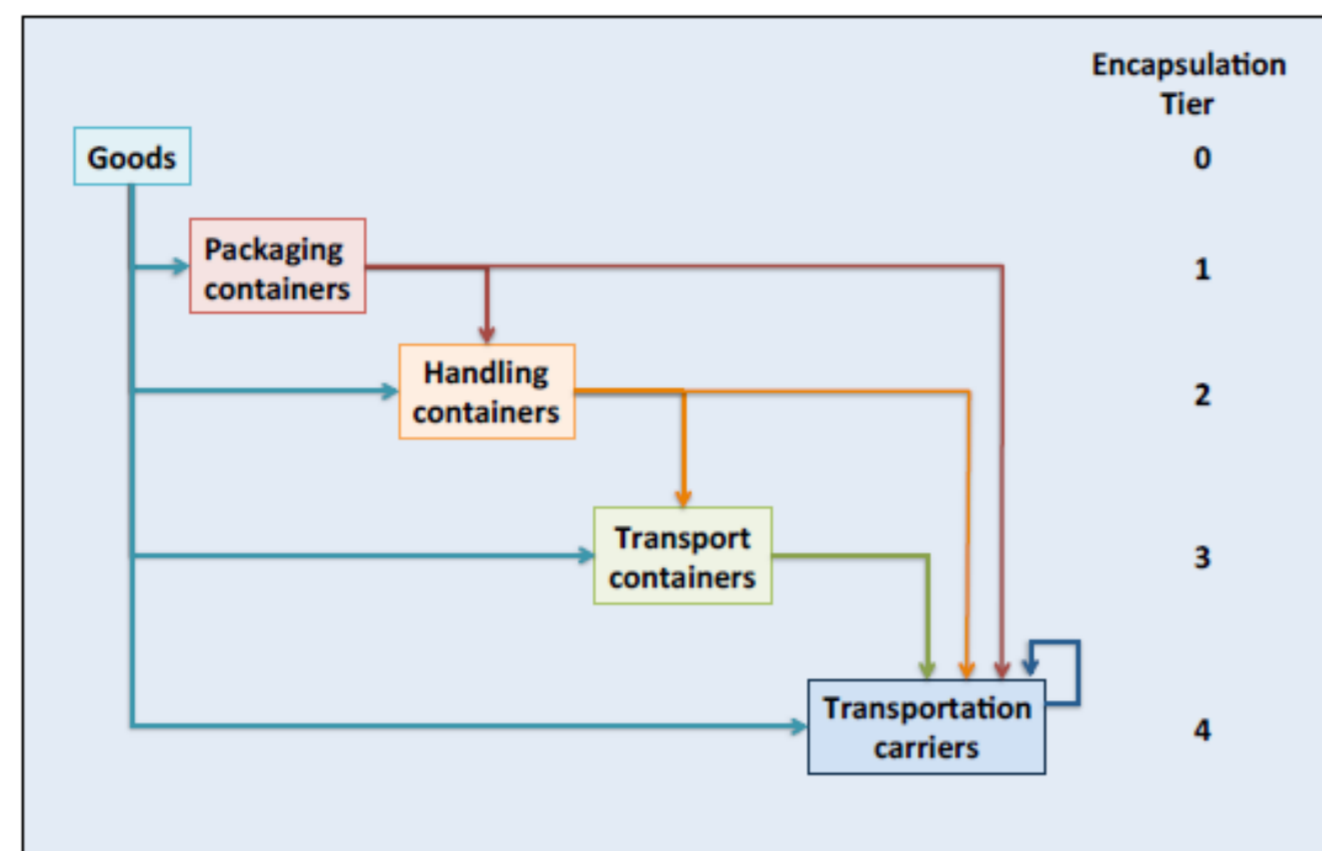 Encapsulation
Tier
Goods
0
Packaging
containers
1
Handling
containers
2
Transport
containers
3
Transportation
carriers
4